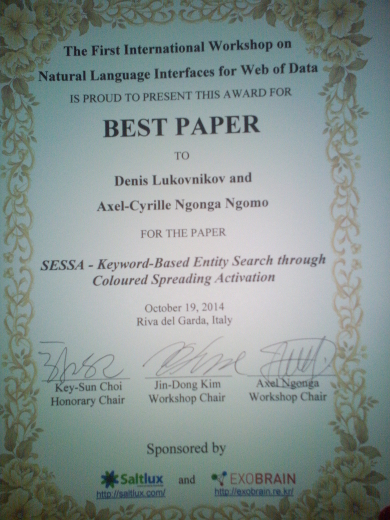 The First International Workshop on
Natural Language Interfaces for Web of Data
IS PROUD TO PRESENT THIS AWARD FOR
BEST PAPER
TO
Denis Lukovnikov and
Axel-Cyrille Ngonga Ngomo
FOR THE PAPER
SESSA - Keyword-Based Entity Search through
Coloured Spreading Activation
October 19, 2014
Riva del Garda, Italy
Key-Sun Choi Jin-Dong Kim Axel Ngonga
Honorary Chair Workshop Chair Workshop Chair
Sponsored by
Saltlux and EXOBRAIN
http://saltlux.com/ http://exobrain.re.kr/